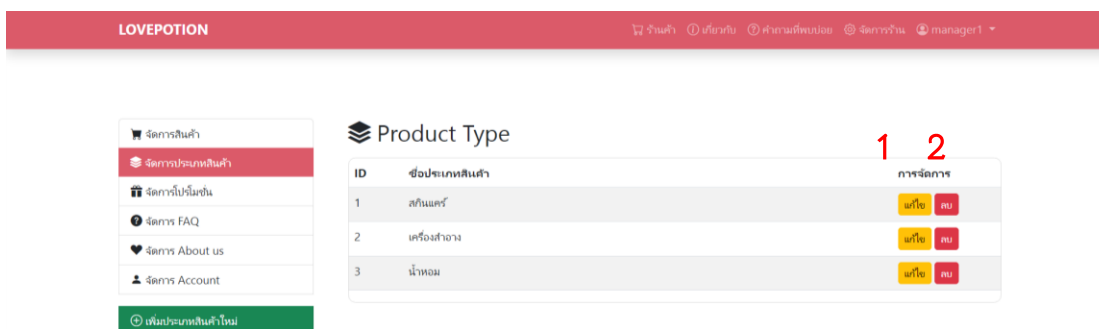 LOVEPOTION ร้านค้า เกี่ยวกับ คำถามที่พบบ่อย จัดการร้าน manager1
จัดการสินค้า
จัดการประเภทสินค้า
จัดการโปรโมชั่น
จัดการ FAQ
จัดการ About us
จัดการ Account
เพิ่มประเภทสินค้าใหม่
Product Type
1 2
ID ชื่อประเภทสินค้า การจัดการ
1 สกินแคร์ แก้ไข ลบ
2 เครื่องสำอาง แก้ไข ลบ
3 น้ำหอม แก้ไข ลบ